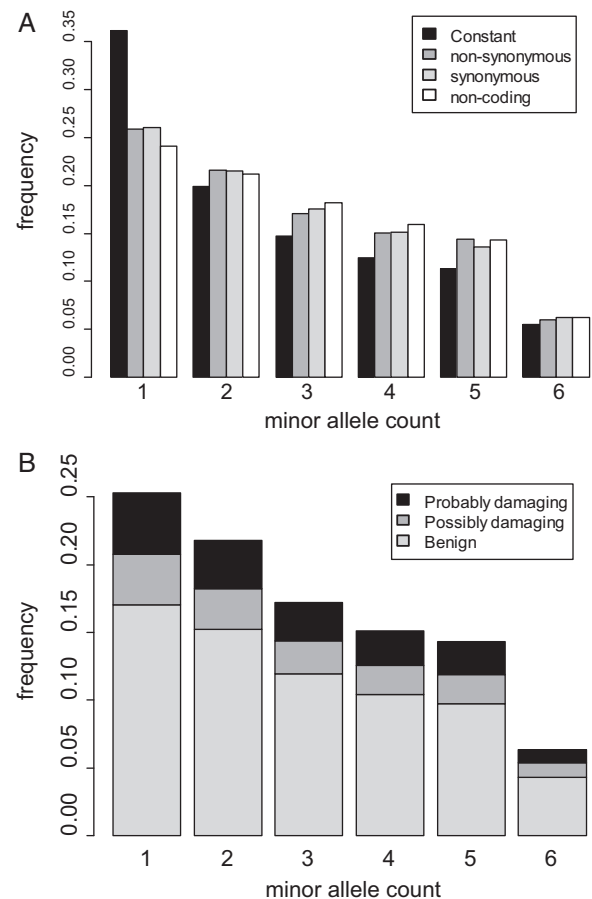 A
0.35
0.30
0.25
0.20
0.15
0.10
0.05
0.00
frequency
Constant
non-synonymous
synonymous
non-coding
1 2 3 4 5 6
minor allele count
B
0.25
0.20
0.15
0.10
0.05
0.00
frequency
Probably damaging
Possibly damaging
Benign
1 2 3 4 5 6
minor allele count